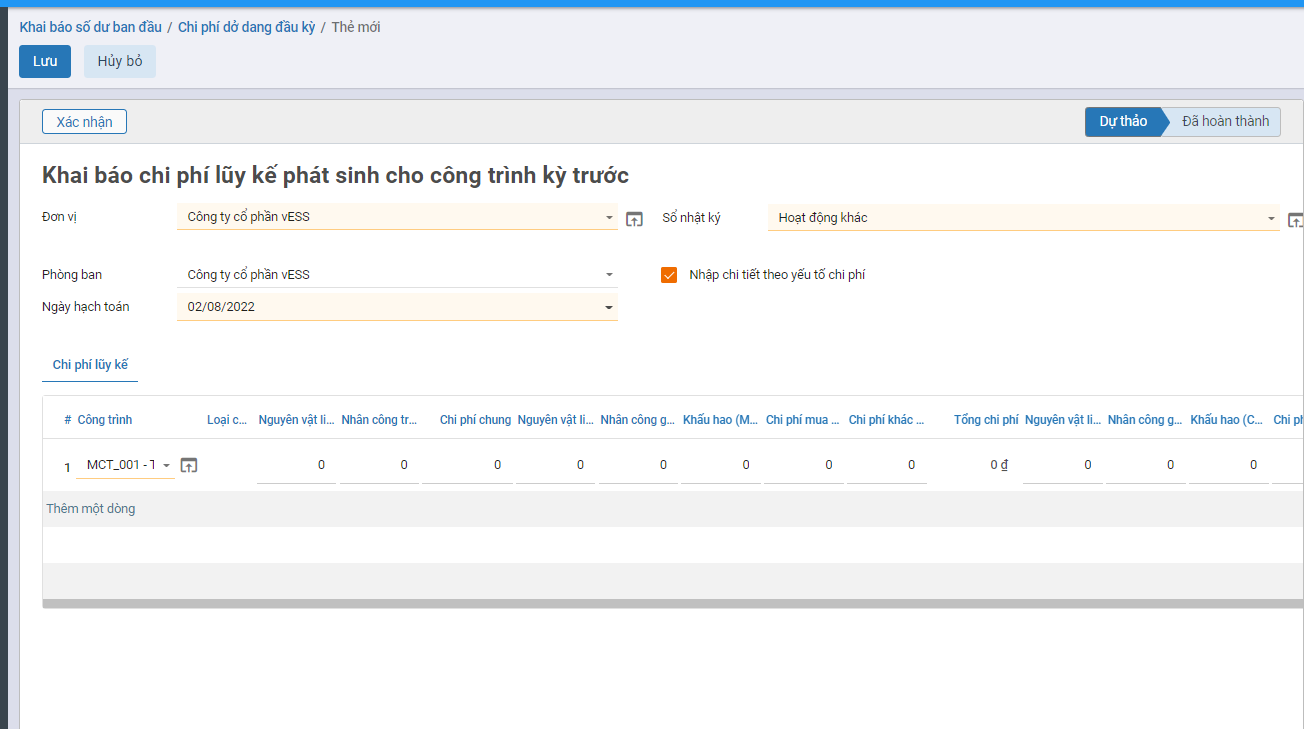 Khai báo số dư ban đầu / Chi phí dở dang đầu kỳ / Thẻ mới
Lưu Hủy bỏ
Xác nhận Dự thảo Đã hoàn thành
Khai báo chi phí lũy kế phát sinh cho công trình kỳ trước
Đơn vị Công ty cổ phần vESS Sổ nhật ký Hoạt động khác
Phòng ban Công ty cổ phần vESS Nhập chi tiết theo yếu tố chi phí
Ngày hạch toán 02/08/2022
Chi phí lũy kế
# Công trình Loại c... Nguyên vật li... Nhân công tr... Chi phí chung Nguyên vật li... Nhân công g... Khấu hao (M... Chi phí mua ... Chi phí khác ... Tổng chi phí Nguyên vật li... Nhân công g... Khấu hao (C... Chi ph
1 MCT_001 - T 0 0 0 0 0 0 0 0 0 ₫ 0 0 0
Thêm một dòng